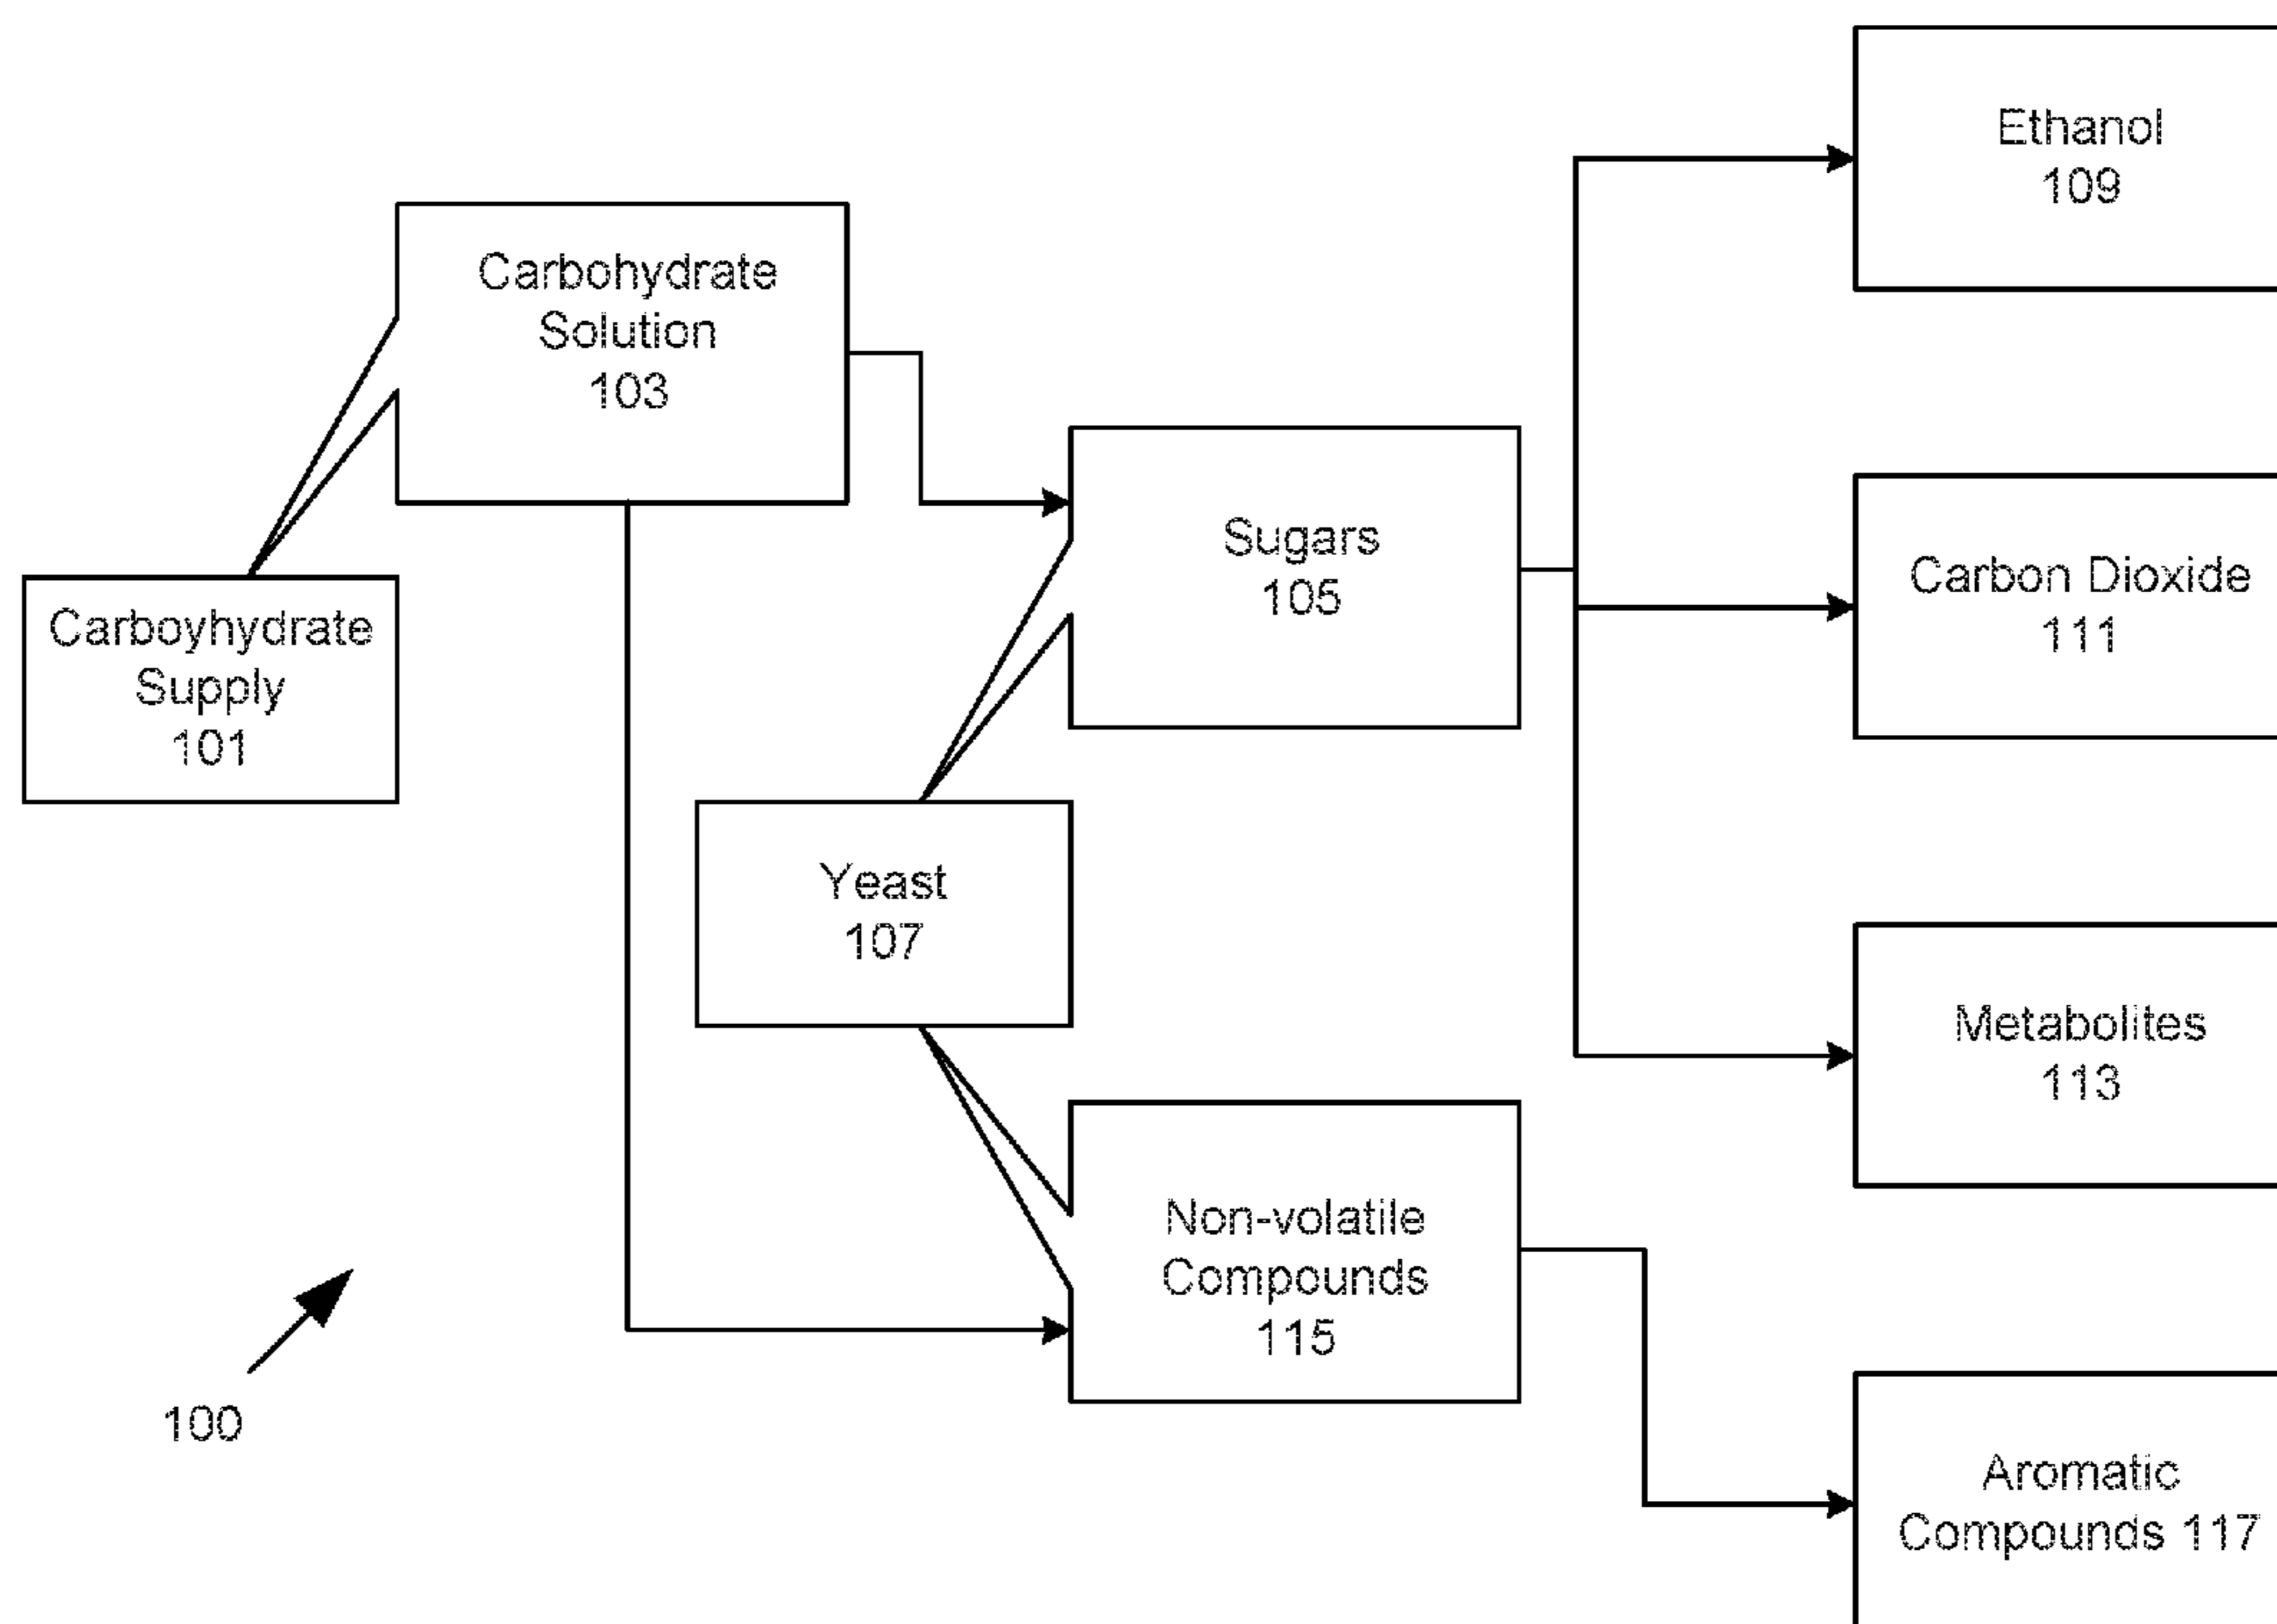 Ethanol
109
Carbohydrate
Solution
103
Sugars
105
Carbon Dioxide
111
Carboyhydrate
Supply
101
Yeast
107
Metabolites
113
Non-volatile
Compounds
115
100
Aromatic
Compounds 117